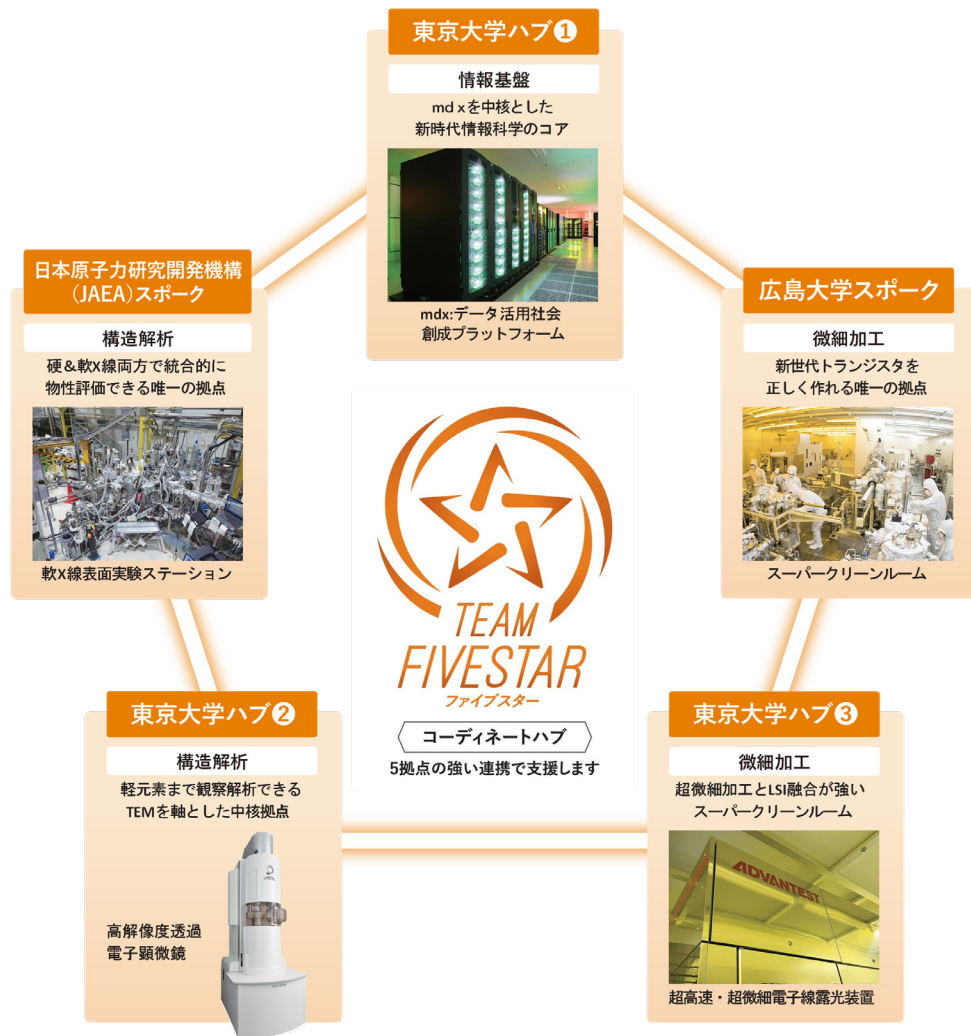 東京大学ハブ❶
情報基盤
md xを中核とした
新時代情報科学のコア
mdx:データ活用社会
創成プラットフォーム
日本原子力研究開発機構
(JAEA)スポーク
構造解析
硬&軟X線両方で統合的に
物性評価できる唯一の拠点
軟X線表面実験ステーション
広島大学スポーク
微細加工
新世代トランジスタを
正しく作れる唯一の拠点
スーパークリーンルーム
TEAM
FIVESTAR
ファイブスター
コーディネートハブ
5拠点の強い連携で支援します
東京大学ハブ❷
構造解析
軽元素まで観察解析できる
TEMを軸とした中核拠点
高解像度透過
電子顕微鏡
東京大学ハブ❸
微細加工
超微細加工とLSI融合が強い
スーパークリーンルーム
ADVANTEST
超高速・超微細電子線露光装置